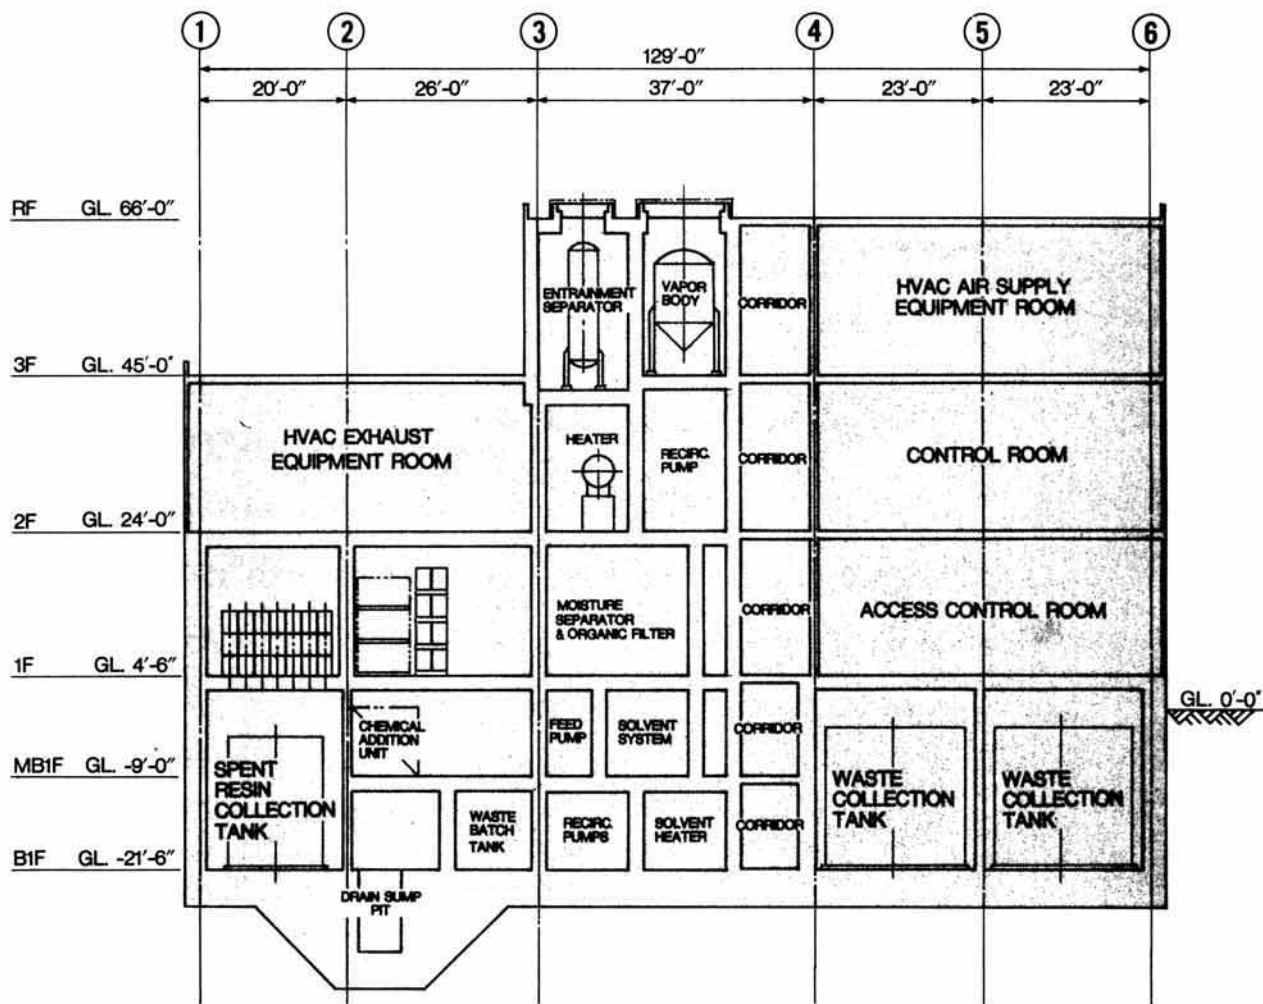 1 2 3 4 5 6
129'-0"
20'-0" 26'-0" 37'-0" 23'-0" 23'-0"
RF GL. 66'-0"
ENTRAINMENT
SEPARATOR
VAPOR
BODY
CORRIDOR
HVAC AIR SUPPLY
EQUIPMENT ROOM
3F GL. 45'-0"
HVAC EXHAUST
EQUIPMENT ROOM
HEATER
RECIRC.
PUMP
CORRIDOR
CONTROL ROOM
2F GL. 24'-0"
MOISTURE
SEPARATOR
& ORGANIC FILTER
CORRIDOR
ACCESS CONTROL ROOM
1F GL. 4'-6"
GL. 0'-0"
CHEMICAL
ADDITION
UNIT
FEED
PUMP
SOLVENT
SYSTEM
CORRIDOR
MB1F GL. -9'-0"
SPENT
RESIN
COLLECTION
TANK
WASTE
BATCH
TANK
RECIRC.
PUMPS
SOLVENT
HEATER
CORRIDOR
WASTE
COLLECTION
TANK
WASTE
COLLECTION
TANK
B1F GL. -21'-6"
DRAIN SUMP
PIT